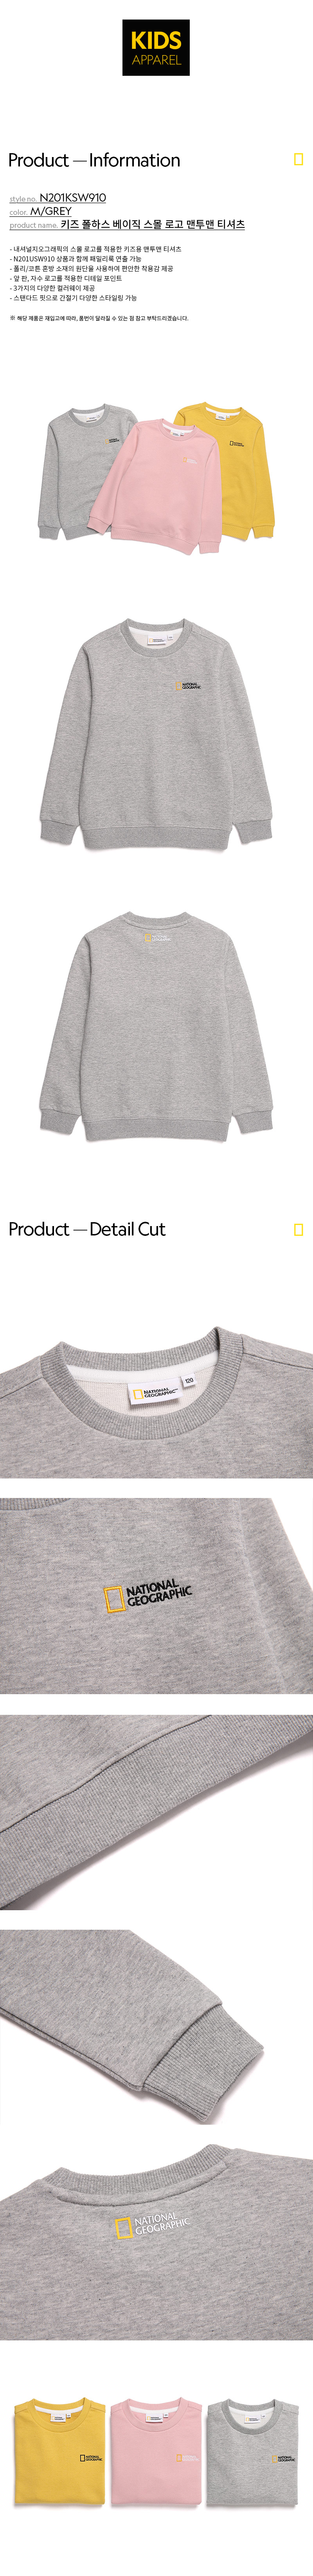 KIDS
APPAREL
Product — Information
style no. N201KSW910
color. M/GREY
product name. 키즈 폴하스 베이직 스몰 로고 맨투맨 티셔츠
- 내셔널지오그래픽의 스몰 로고를 적용한 키즈용 맨투맨 티셔츠
- N201USW910 상품과 함께 패밀리룩 연출 가능
- 폴리/코튼 혼방 소재의 원단을 사용하여 편안한 착용감 제공
- 앞 판, 자수 로고를 적용한 디테일 포인트
- 3가지의 다양한 컬러웨이 제공
- 스탠다드 핏으로 간절기 다양한 스타일링 가능
※ 해당 제품은 재입고에 따라, 품번이 달라질 수 있는 점 참고 부탁드리겠습니다.
NATIONAL
GEOGRAPHIC
Product — Detail Cut
NATIONAL
GEOGRAPHIC
120
NATIONAL
GEOGRAPHIC
NATIONAL
GEOGRAPHIC
NATIONAL
GEOGRAPHIC
NATIONAL
GEOGRAPHIC